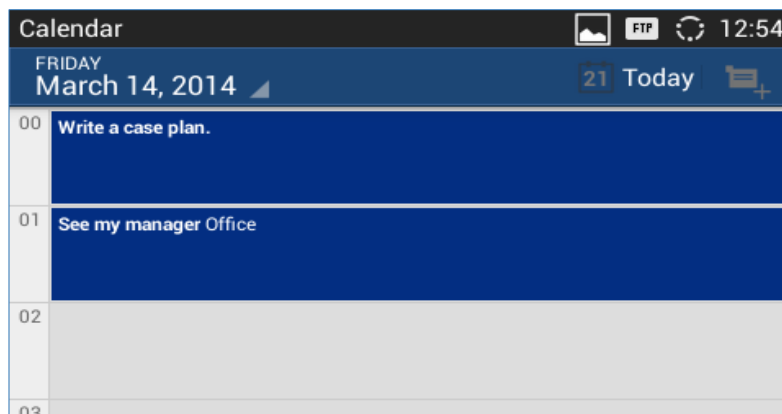 Calendar FTP 12:54
FRIDAY
March 14, 2014 21 Today
00 Write a case plan.
01 See my manager Office
02
03